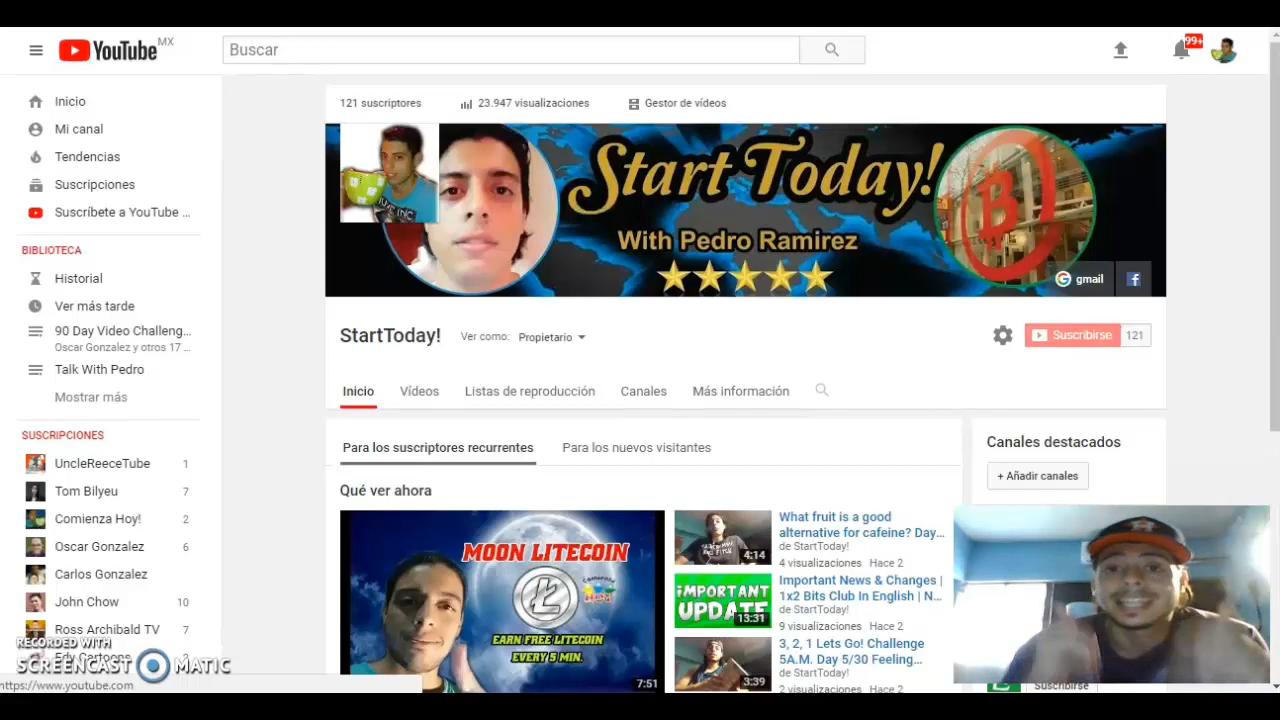 YouTube MX
Buscar
99+
Inicio
Mi canal
Tendencias
Suscripciones
Suscríbete a YouTube ...
BIBLIOTECA
Historial
Ver más tarde
90 Day Video Challeng...
Oscar Gonzalez y otros 17 ...
Talk With Pedro
Mostrar más
SUSCRIPCIONES
UncleReeceTube 1
Tom Bilyeu 7
Comienza Hoy! 2
Oscar Gonzalez 6
Carlos Gonzalez
John Chow 10
Ross Archibald TV 7
RECORDED WITH
SCREENCAST MATIC
https://www.youtube.com
121 suscriptores
23.947 visualizaciones
Gestor de vídeos
Start Today!
With Pedro Ramirez
B
gmail
StartToday!
Ver como: Propietario
Suscribirse 121
Inicio Vídeos Listas de reproducción Canales Más información
Para los suscriptores recurrentes Para los nuevos visitantes
Qué ver ahora
MOON LITECOIN
EARN FREE LITECOIN
EVERY 5 MIN.
7:51
4:14
What fruit is a good
alternative for cafeine? Day...
de StartToday!
4 visualizaciones Hace 2
IMPORTANT
UPDATE
13:31
Important News & Changes |
1x2 Bits Club In English | N...
de StartToday!
9 visualizaciones Hace 2
3:39
3, 2, 1 Lets Go! Challenge
5A.M. Day 5/30 Feeling...
de StartToday!
2 visualizaciones Hace 2
Canales destacados
+ Añadir canales
Suscribirse